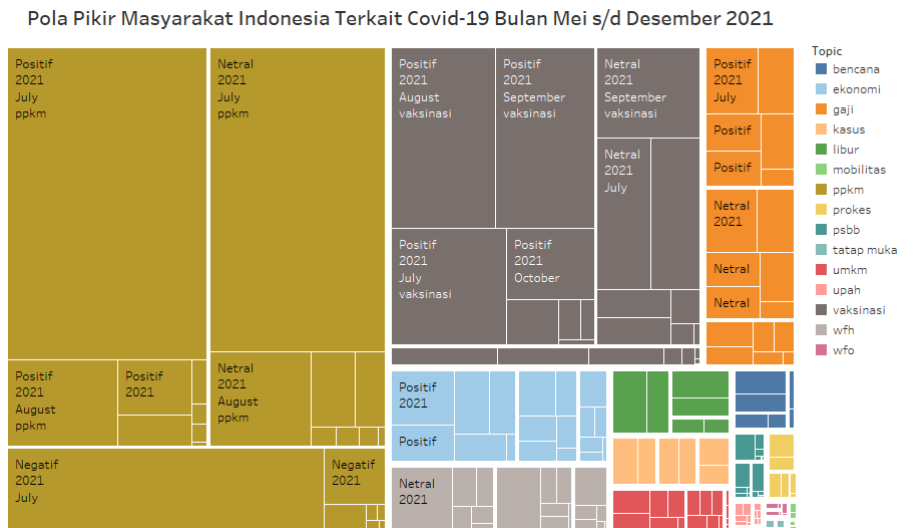 Pola Pikir Masyarakat Indonesia Terkait Covid-19 Bulan Mei s/d Desember 2021
Positif
2021
July
ppkm
Netral
2021
July
ppkm
Positif
2021
August
ppkm
Positif
2021
Netral
2021
August
ppkm
Negatif
2021
July
Negatif
2021
Positif
2021
August
vaksinasi
Positif
2021
September
vaksinasi
Netral
2021
September
vaksinasi
Netral
2021
July
Positif
2021
July
vaksinasi
Positif
2021
October
Positif
2021
July
Positif
Positif
Netral
2021
Netral
Netral
Positif
2021
Positif
Netral
2021
Topic
bencana
ekonomi
gaji
kasus
libur
mobilitas
ppkm
prokes
psbb
tatap muka
umkm
upah
vaksinasi
wfh
wfo